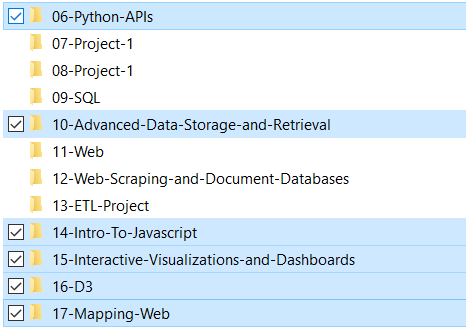 06-Python-APIs
07-Project-1
08-Project-1
09-SQL
10-Advanced-Data-Storage-and-Retrieval
11-Web
12-Web-Scraping-and-Document-Databases
13-ETL-Project
14-Intro-To-Javascript
15-Interactive-Visualizations-and-Dashboards
16-D3
17-Mapping-Web